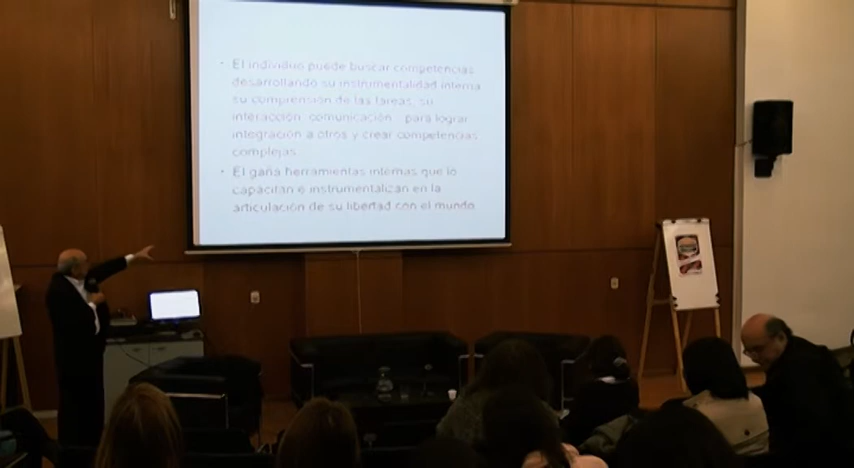 • El individuo puede buscar competencias
desarrollando su instrumentalidad interna
su comprensión de las tareas, su
interacción comunicación para lograr
integración a otros y crear competencias
complejas
• El gana herramientas internas que lo
capacitan e instrumentalizan en la
articulación de su libertad con el mundo